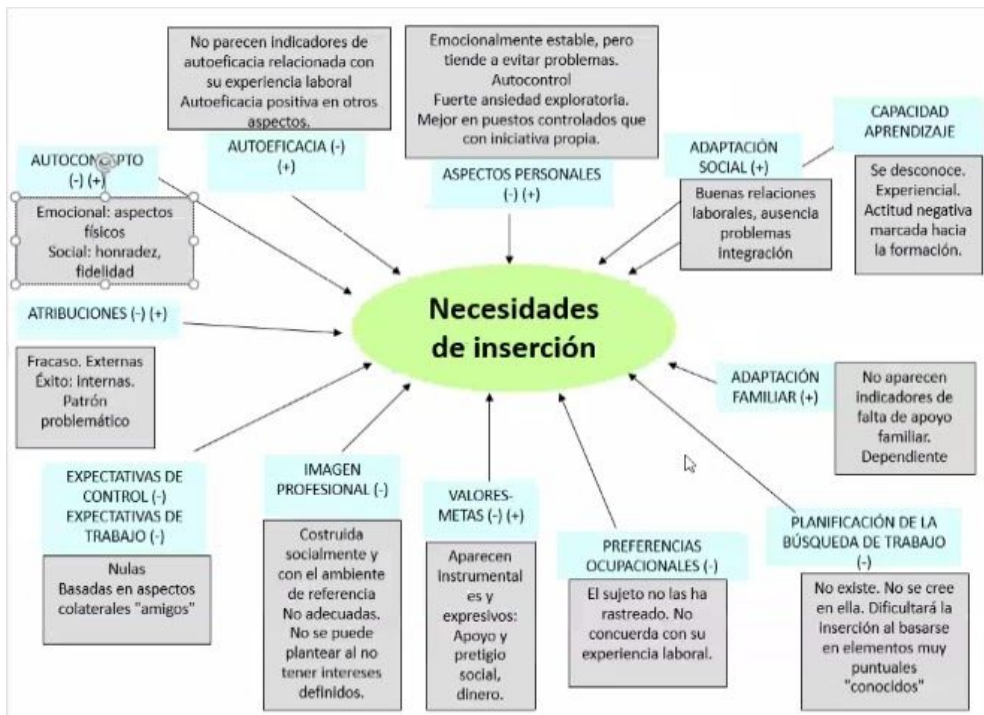 No parecen indicadores de
autoeficacia relacionada con
su experiencia laboral
Autoeficacia positiva en otros
aspectos.
AUTOEFICACIA (-)
(+)
Emocionalmente estable, pero
tiende a evitar problemas.
Autocontrol
Fuerte ansiedad exploratoria.
Mejor en puestos controlados que
con iniciativa propia.
ASPECTOS PERSONALES
(-) (+)
CAPACIDAD
APRENDIZAJE
Se desconoce.
Experiencial.
Actitud negativa
marcada hacia
la formación.
ADAPTACIÓN
SOCIAL (+)
Buenas relaciones
laborales, ausencia
problemas
integración
AUTOCONCEPTO
(-) (+)
Emocional: aspectos
físicos
Social: honradez,
fidelidad
Necesidades
de inserción
ATRIBUCIONES (-) (+)
Fracaso. Externas
Éxito: Internas.
Patrón
problemático
ADAPTACIÓN
FAMILIAR (+)
No aparecen
indicadores de
falta de apoyo
familiar.
Dependiente
EXPECTATIVAS DE
CONTROL (-)
EXPECTATIVAS DE
TRABAJO (-)
Nulas
Basadas en aspectos
colaterales "amigos"
IMAGEN
PROFESIONAL (-)
Costruida
socialmente y
con el ambiente
de referencia
No adecuadas.
No se puede
plantear al no
tener intereses
definidos.
VALORES-
METAS (-) (+)
Aparecen
Instrumental
es y
expresivos:
Apoyo y
pretigio
social,
dinero.
PREFERENCIAS
OCUPACIONALES (-)
El sujeto no las ha
rastreado. No
concuerda con su
experiencia laboral.
PLANIFICACIÓN DE LA
BÚSQUEDA DE TRABAJO
(-)
No existe. No se cree
en ella. Dificultará la
inserción al basarse
en elementos muy
puntuales
"conocidos"